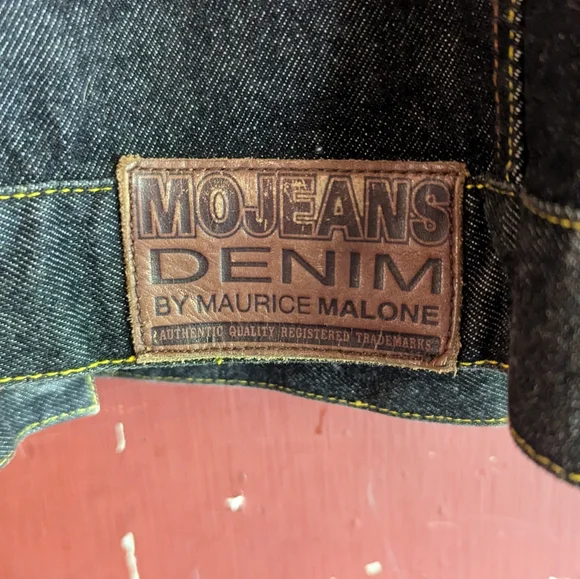 MOJEANS
DENIM
BY MAURICE MALONE
AUTHENTIC QUALITY REGISTERED TRADEMARKS